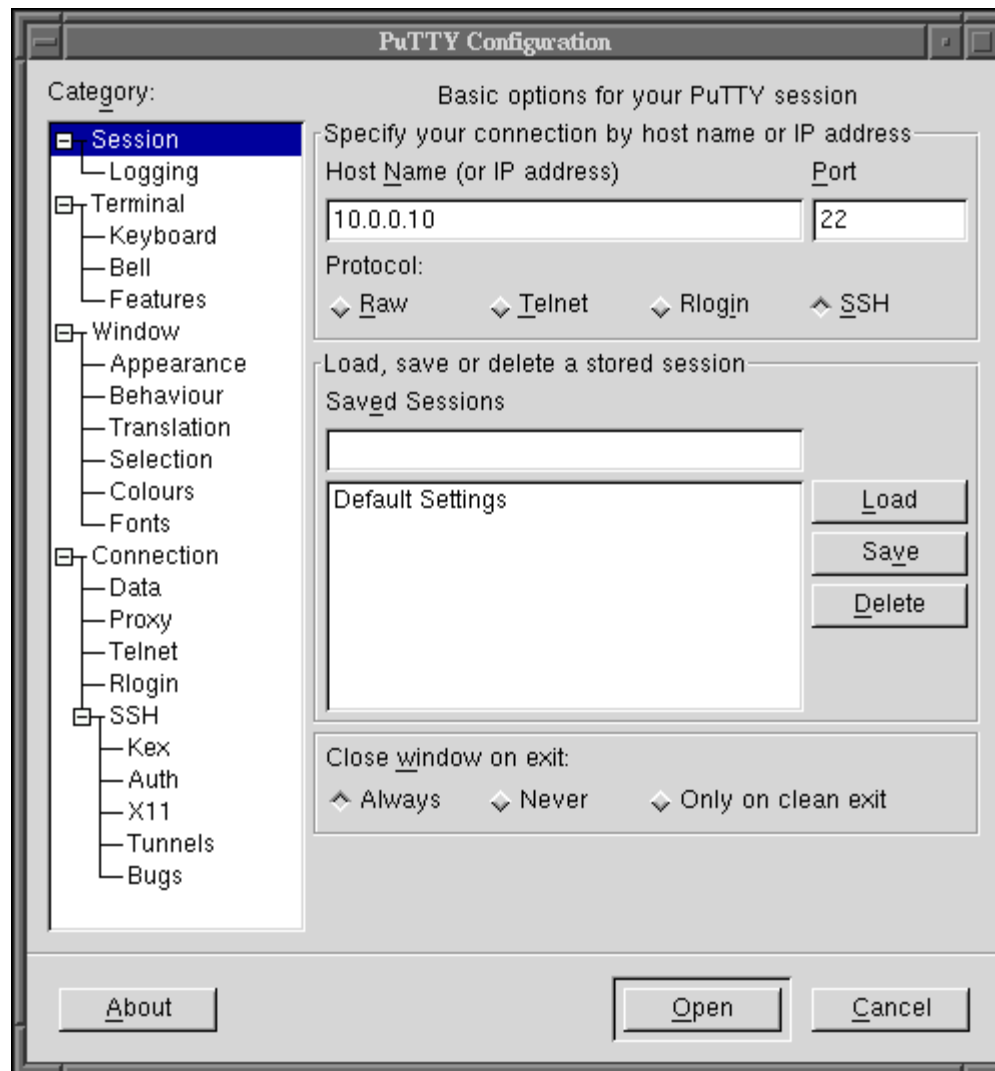 PuTTY Configuration
Category:
Session
Logging
Terminal
Keyboard
Bell
Features
Window
Appearance
Behaviour
Translation
Selection
Colours
Fonts
Connection
Data
Proxy
Telnet
Rlogin
SSH
Kex
Auth
X11
Tunnels
Bugs
Basic options for your PuTTY session
Specify your connection by host name or IP address
Host Name (or IP address) Port
10.0.0.10 22
Protocol:
Raw Telnet Rlogin SSH
Load, save or delete a stored session
Saved Sessions
Default Settings
Load
Save
Delete
Close window on exit:
Always Never Only on clean exit
About Open Cancel